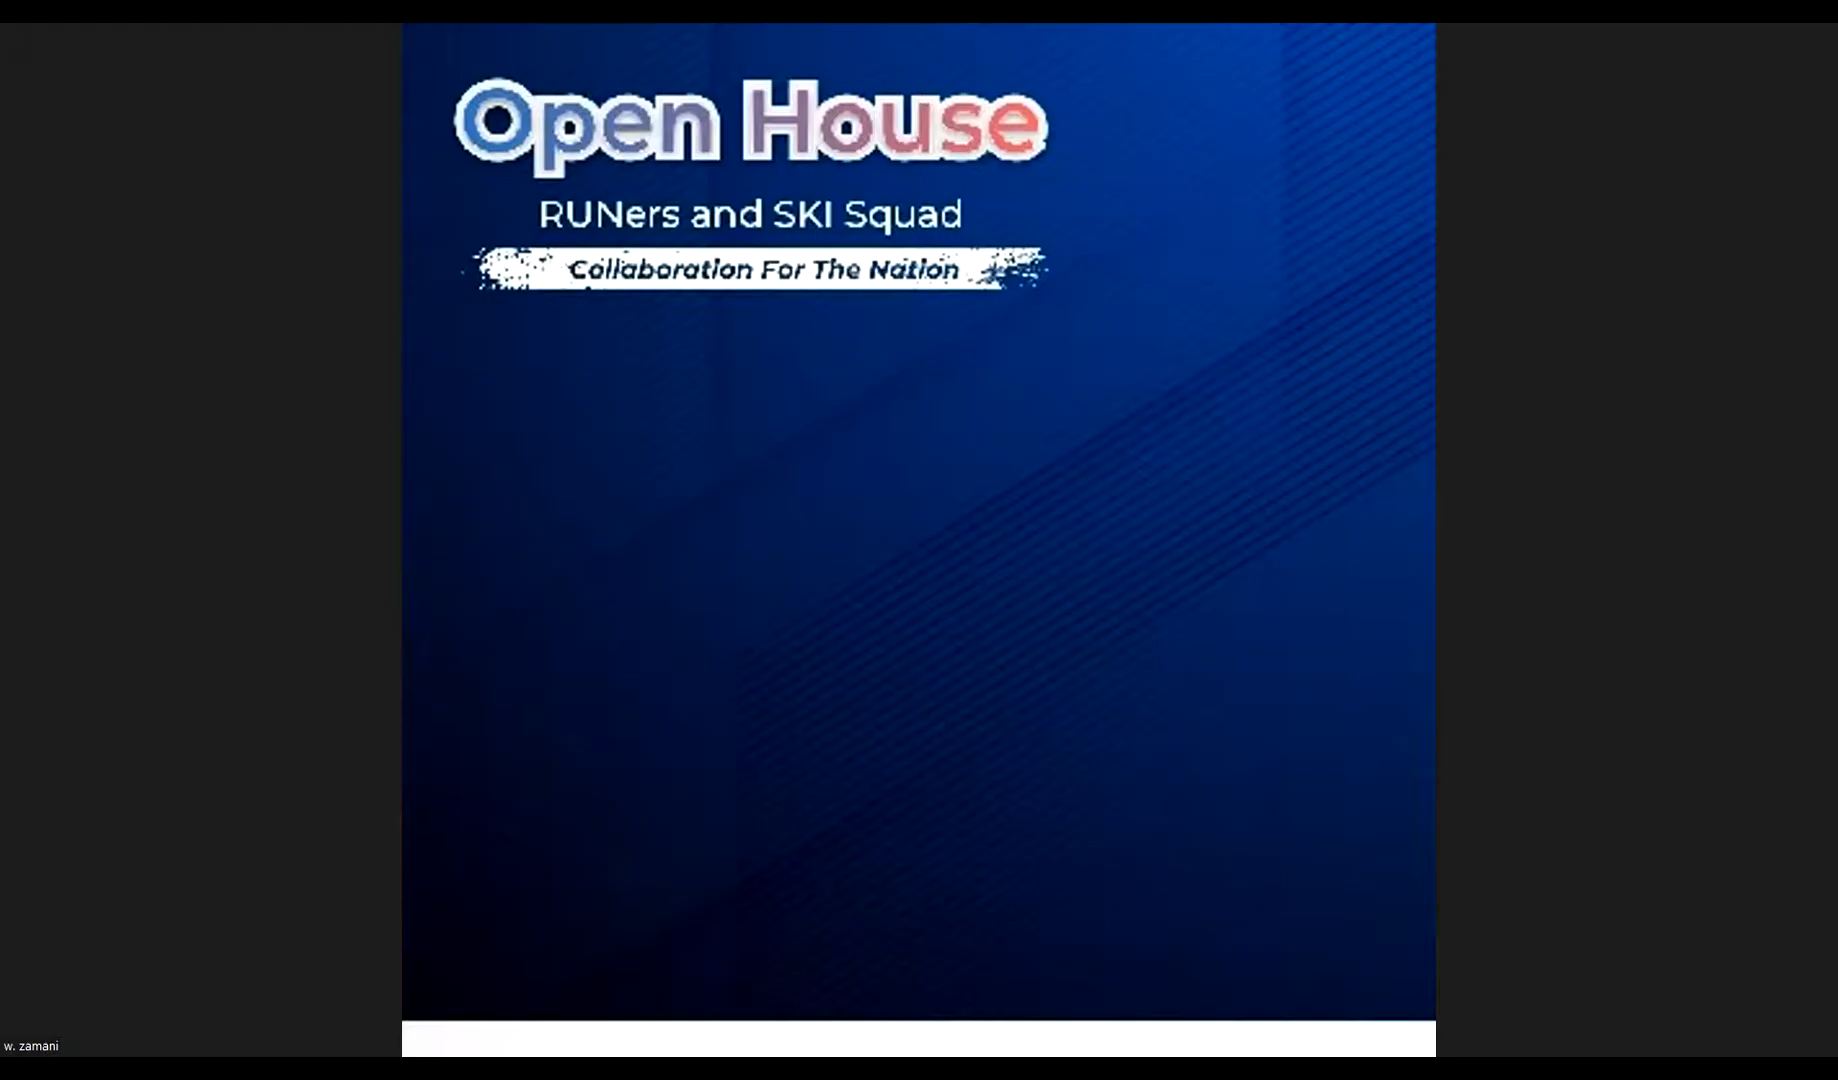 Open House
RUNers and SKI Squad
Collaboration For The Nation
w. zamani